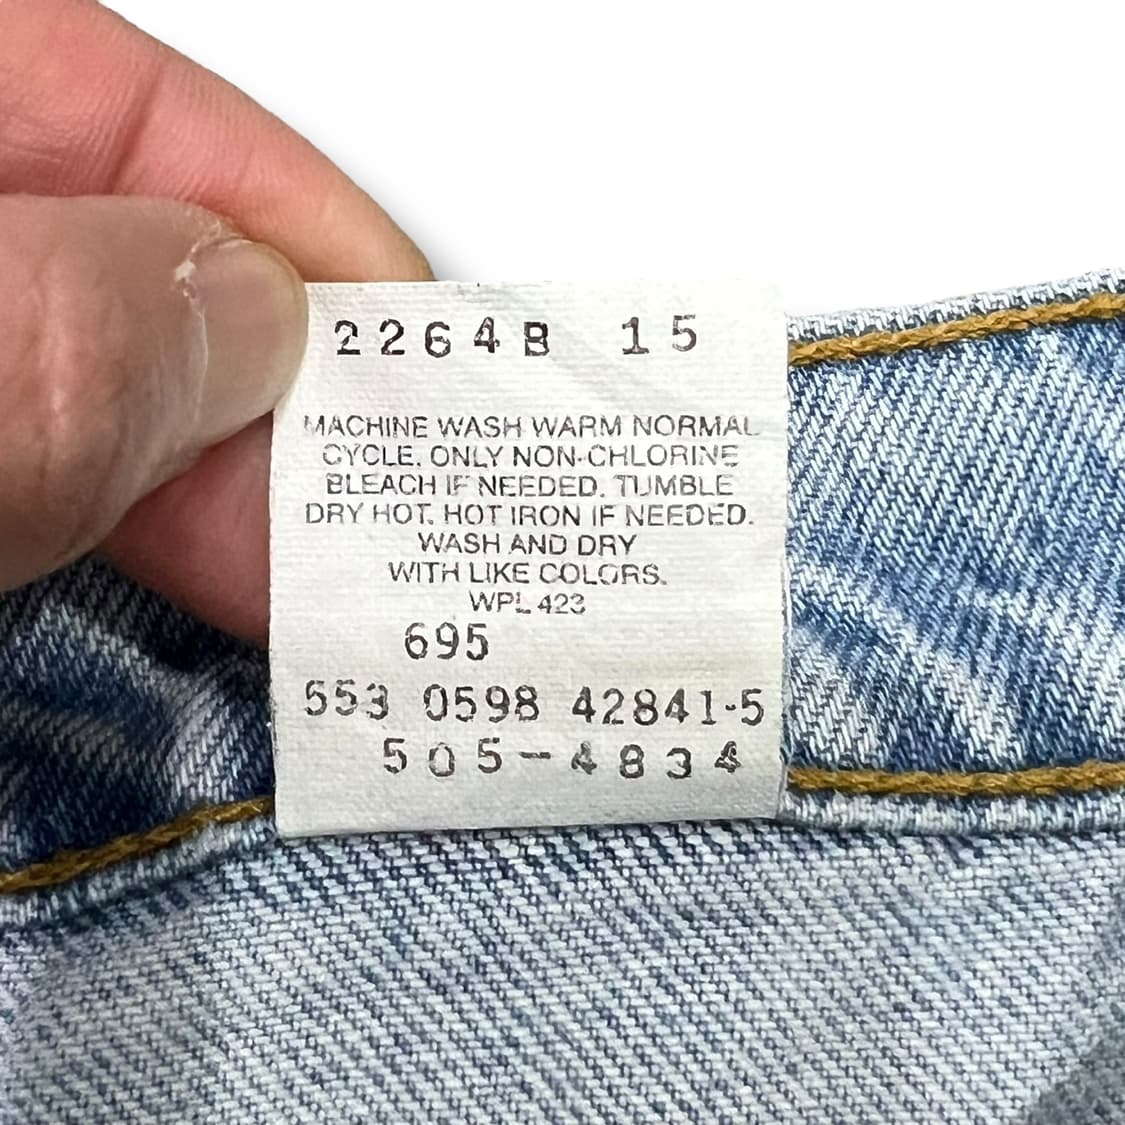 22648 15
MACHINE WASH WARM NORMAL
CYCLE. ONLY NON-CHLORINE
BLEACH IF NEEDED. TUMBLE
DRY HOT. HOT IRON IF NEEDED.
WASH AND DRY
WITH LIKE COLORS.
WPL 423
695
553 0598 42841-5
505-4834